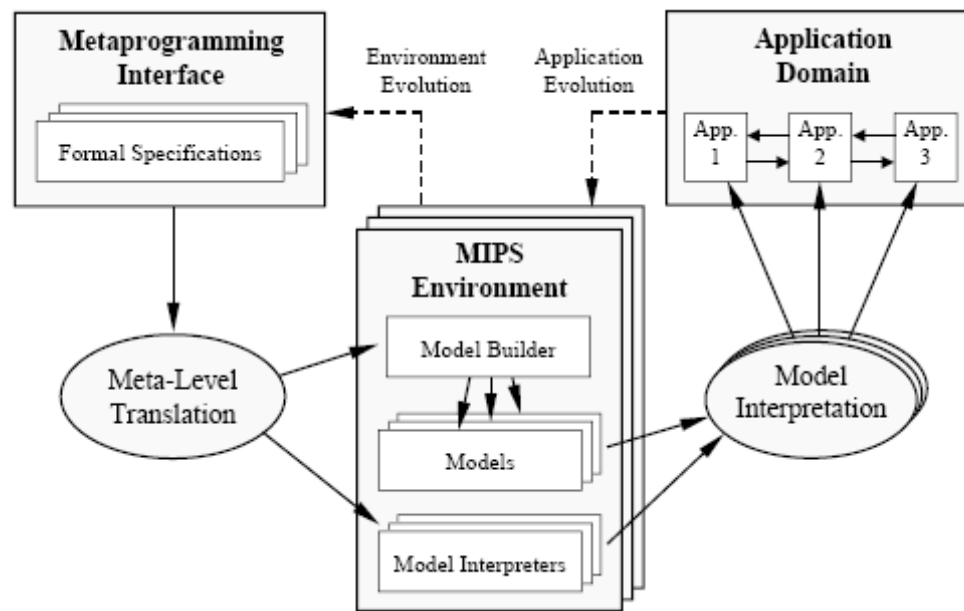 Metaprogramming
Interface
Formal Specifications
Environment
Evolution
Application
Evolution
Application
Domain
App.
1
App.
2
App.
3
MIPS
Environment
Model Builder
Models
Model Interpreters
Meta-Level
Translation
Model
Interpretation